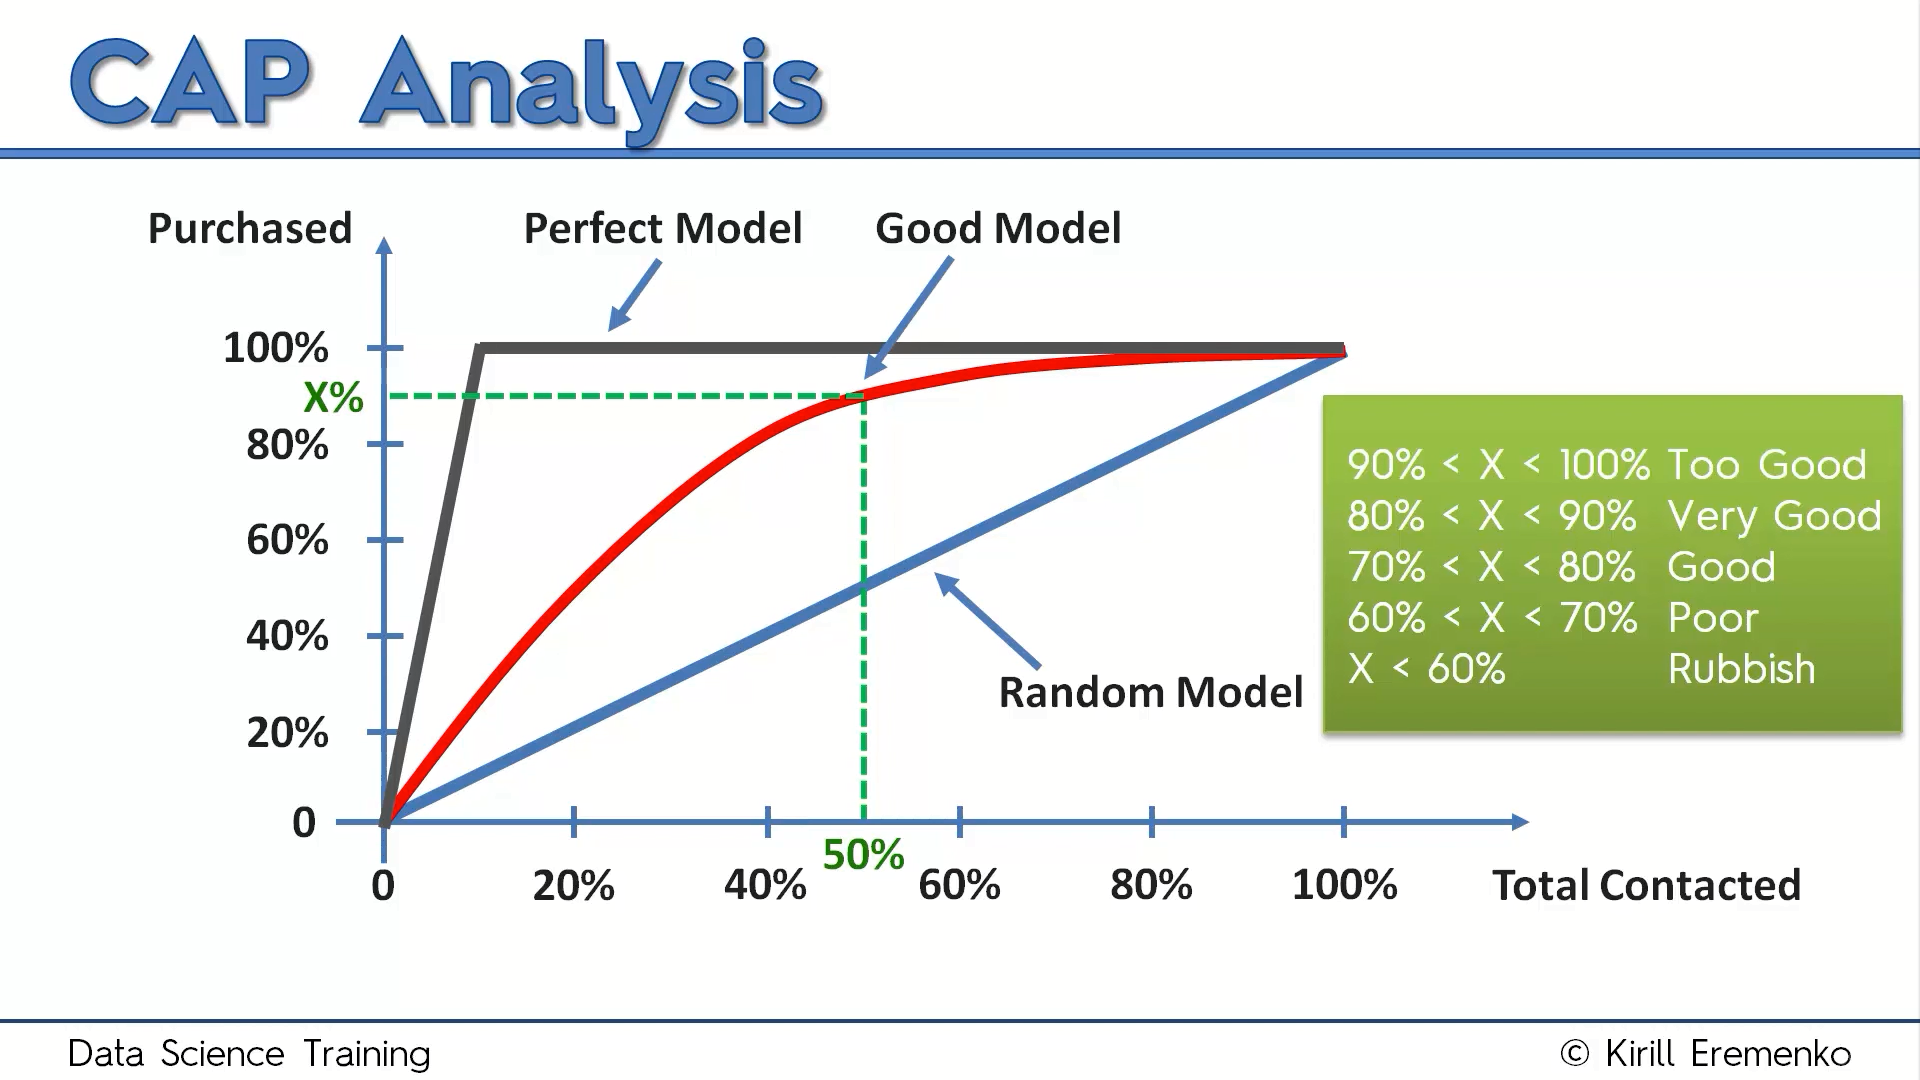 CAP Analysis
Purchased
Perfect Model
Good Model
100%
X%
80%
60%
40%
20%
0
Random Model
90% < X < 100% Too Good
80% < X < 90% Very Good
70% < X < 80% Good
60% < X < 70% Poor
X < 60% Rubbish
50%
0 20% 40% 60% 80% 100% Total Contacted
Data Science Training
© Kirill Eremenko